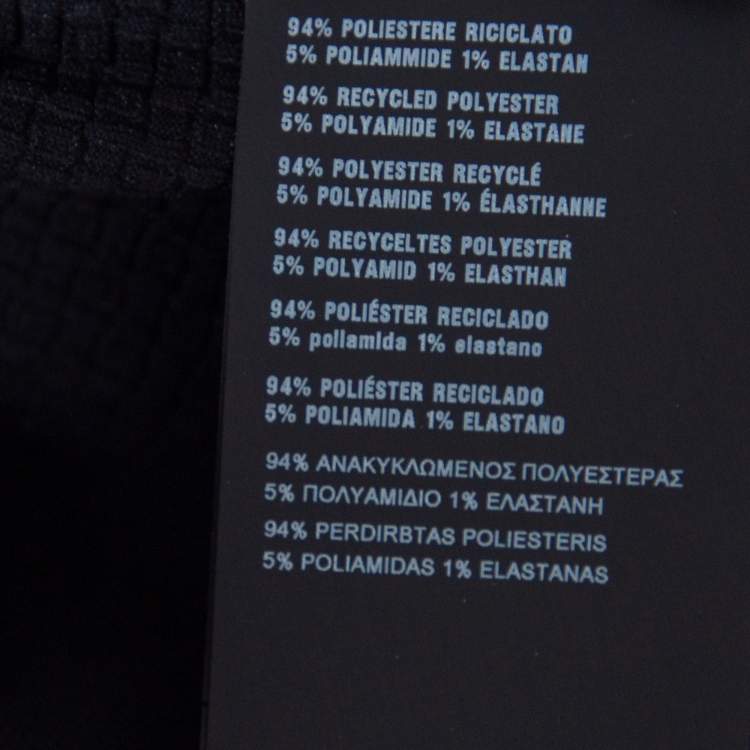 94% POLIESTERE RICICLATO
5% POLIAMMIDE 1% ELASTAN
94% RECYCLED POLYESTER
5% POLYAMIDE 1% ELASTANE
94% POLYESTER RECYCLÉ
5% POLYAMIDE 1% ÉLASTHANNE
94% RECYCELTES POLYESTER
5% POLYAMID 1% ELASTHAN
94% POLIÉSTER RECICLADO
5% poliamida 1% elastano
94% POLIÉSTER RECICLADO
5% POLIAMIDA 1% ELASTANO
94% ΑΝΑΚΥΚΛΩΜΕΝΟΣ ΠΟΛΥΕΣΤΕΡΑΣ
5% ΠΟΛΥΑΜΙΔΙΟ 1% ΕΛΑΣΤΑΝΗ
94% PERDIRBTAS POLIESTERIS
5% POLIAMIDAS 1% ELASTANAS